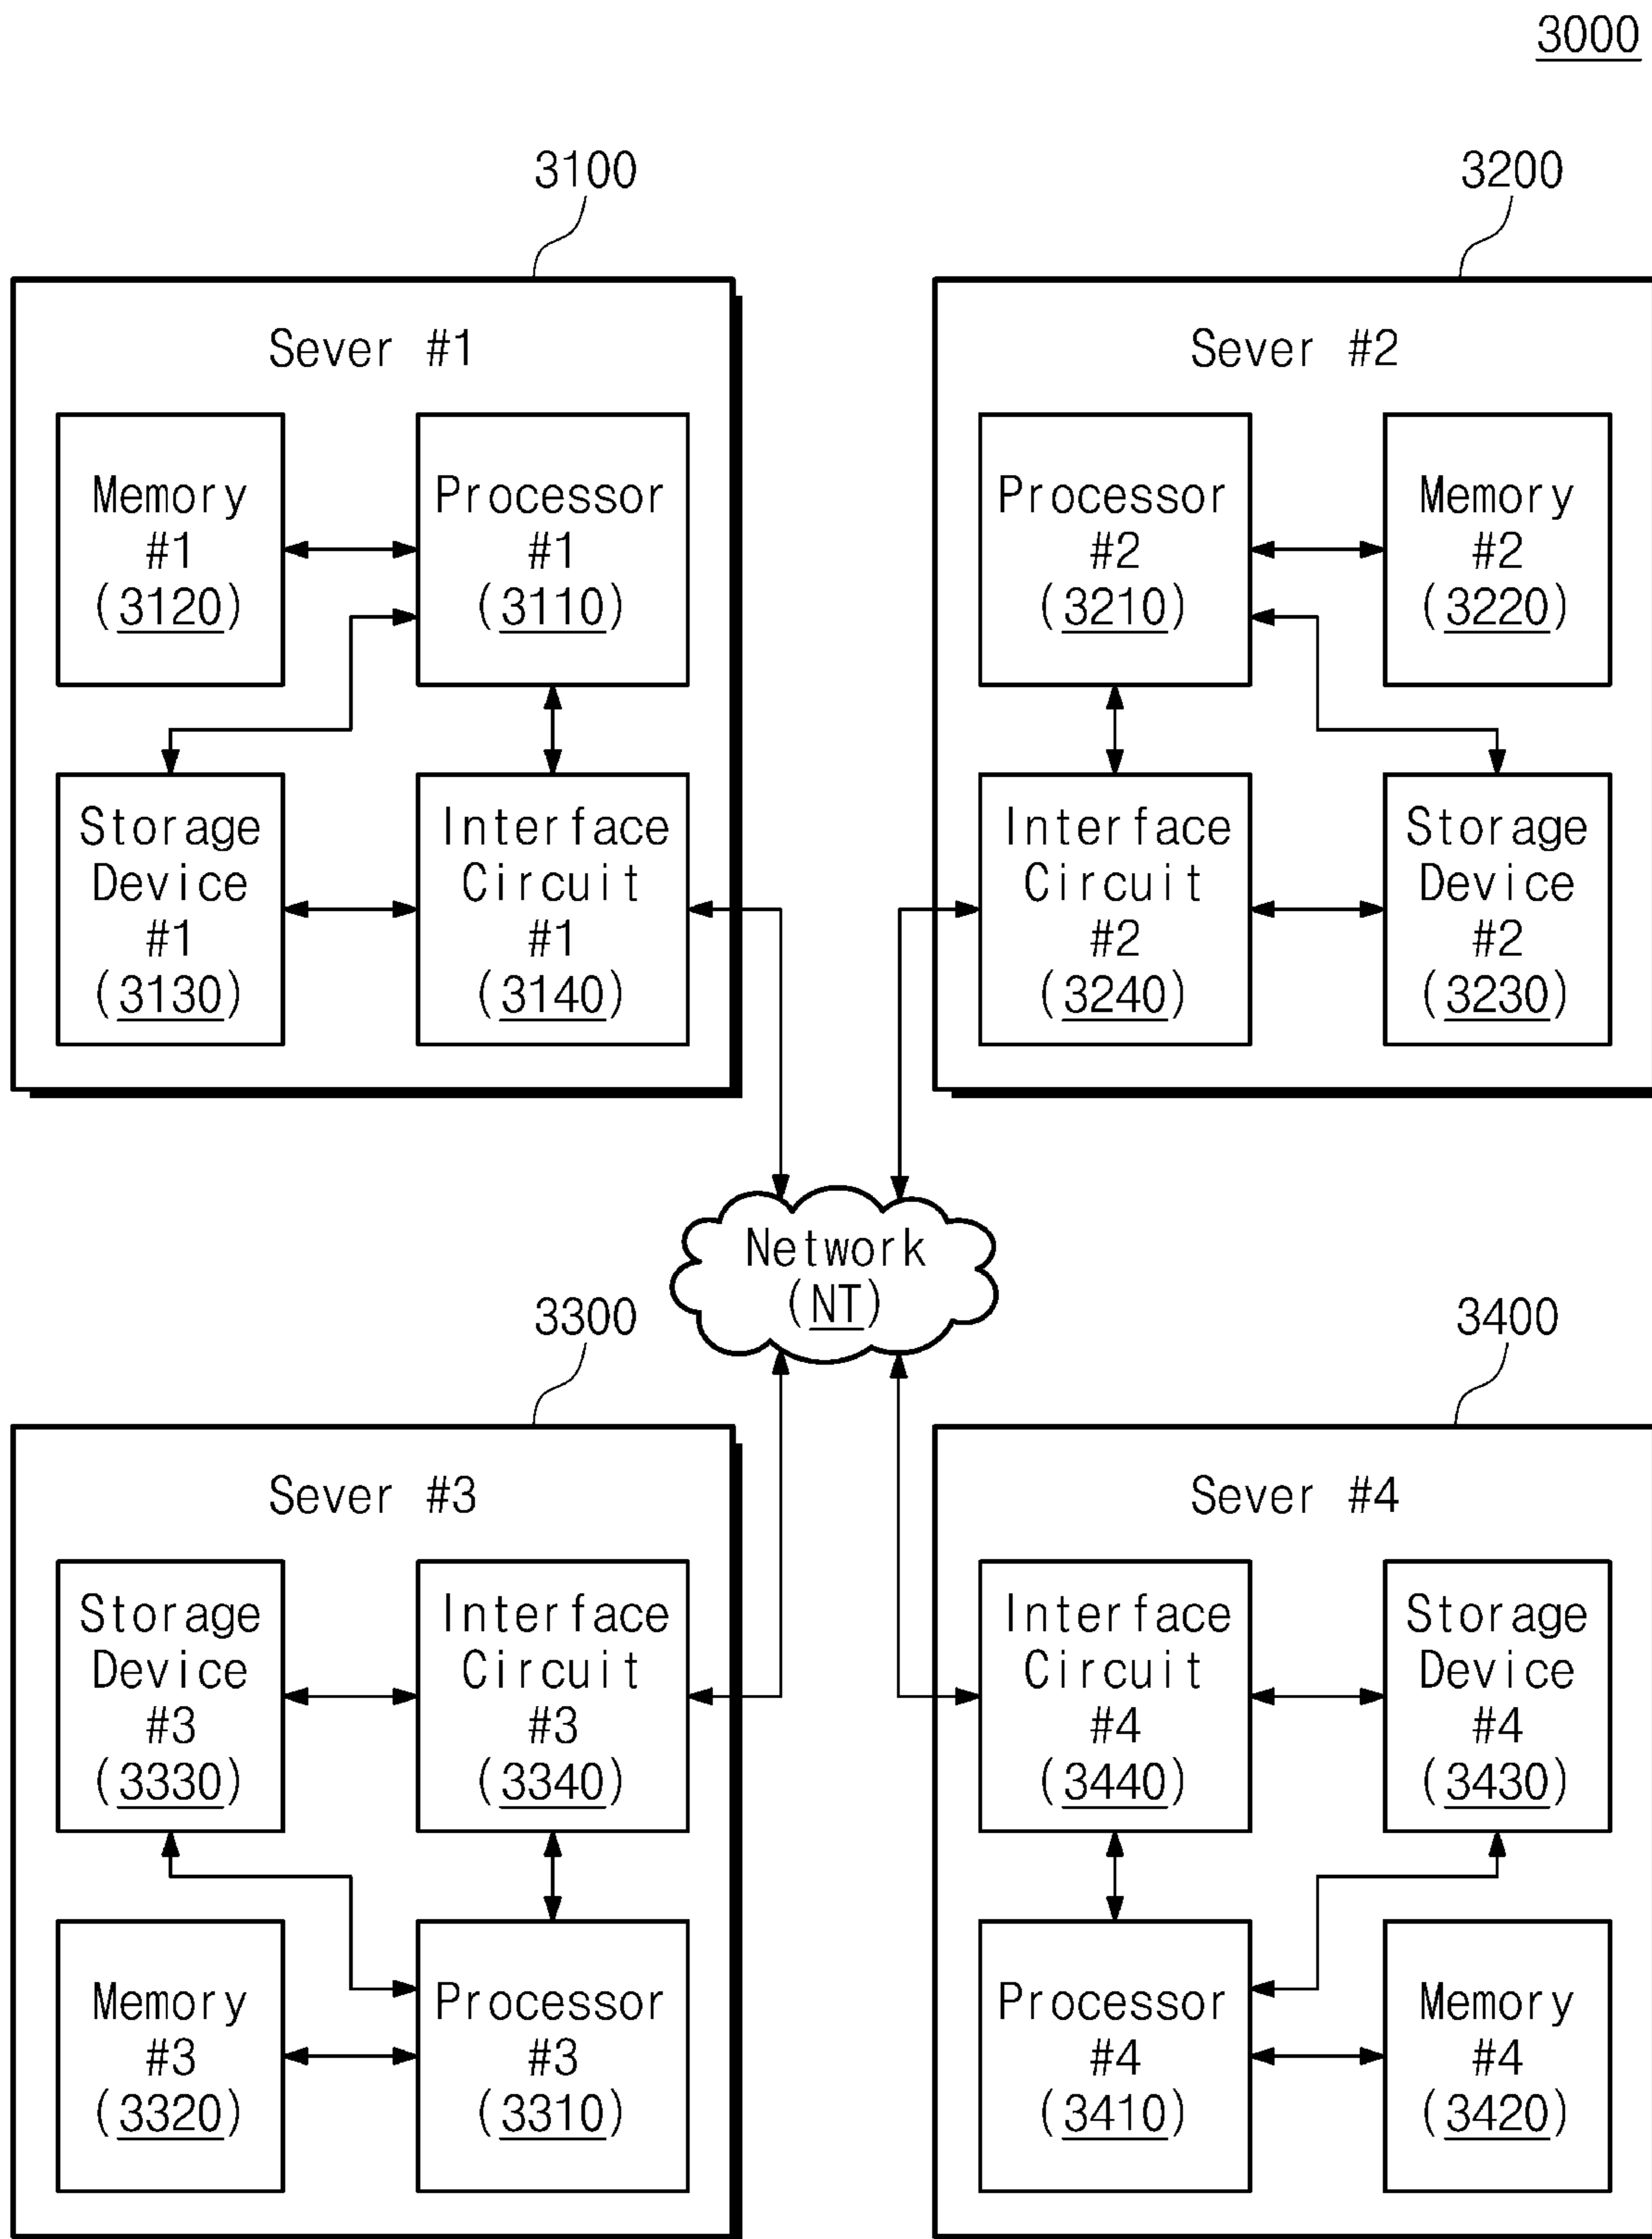 3000
3100
Sever #1
Memory
#1
(3120)
Processor
#1
(3110)
Storage
Device
#1
(3130)
Interface
Circuit
#1
(3140)
3200
Sever #2
Processor
#2
(3210)
Memory
#2
(3220)
Interface
Circuit
#2
(3240)
Storage
Device
#2
(3230)
Network
(NT)
3300
Sever #3
Storage
Device
#3
(3330)
Interface
Circuit
#3
(3340)
Memory
#3
(3320)
Processor
#3
(3310)
3400
Sever #4
Interface
Circuit
#4
(3440)
Storage
Device
#4
(3430)
Processor
#4
(3410)
Memory
#4
(3420)